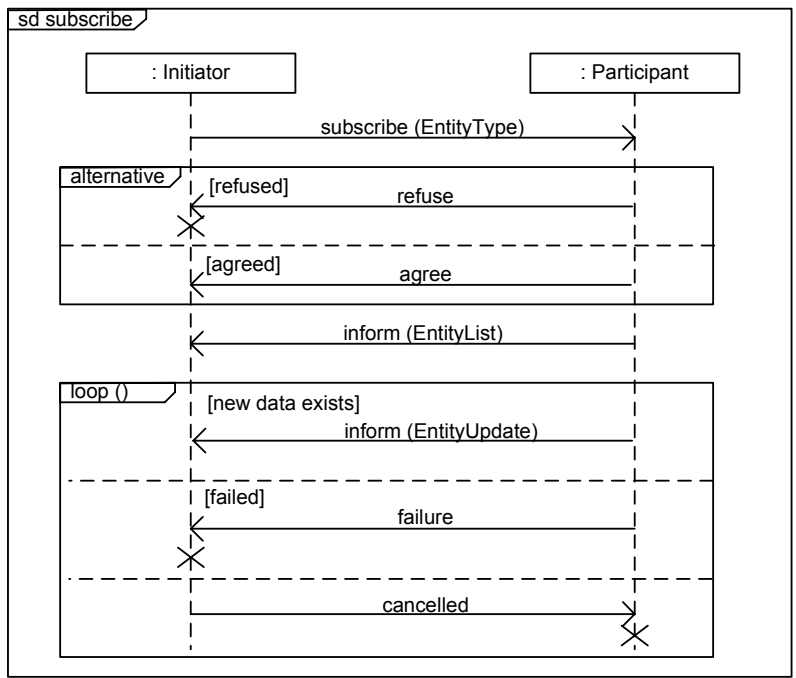 sd subscribe
: Initiator
: Participant
subscribe (EntityType)
alternative
[refused]
refuse
[agreed]
agree
inform (EntityList)
loop ()
[new data exists]
inform (EntityUpdate)
[failed]
failure
cancelled